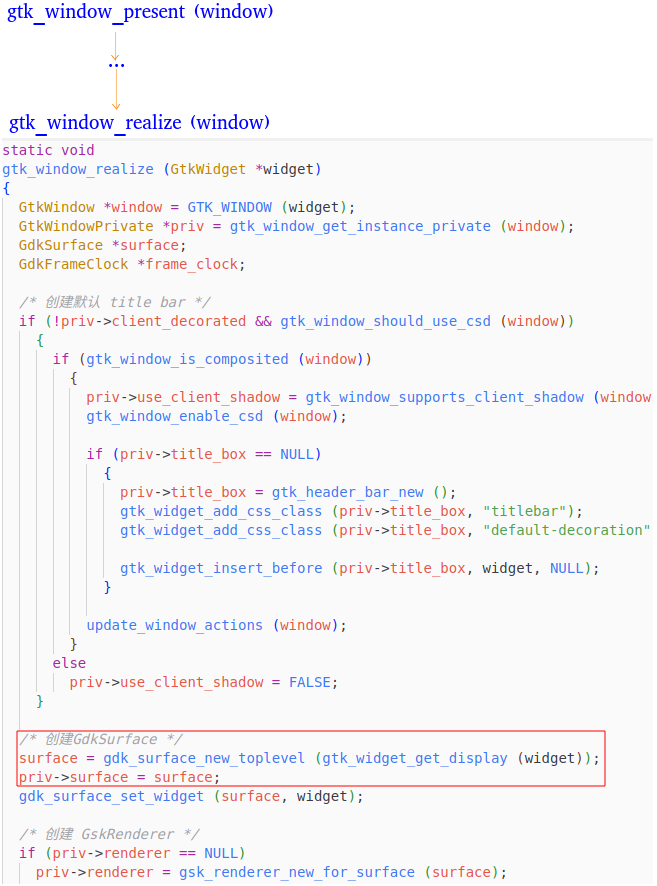 gtk_window_present (window)
...
gtk_window_realize (window)
static void
gtk_window_realize (GtkWidget *widget)
{
  GtkWindow *window = GTK_WINDOW (widget);
  GtkWindowPrivate *priv = gtk_window_get_instance_private (window);
  GdkSurface *surface;
  GdkFrameClock *frame_clock;
  /* 创建默认 title bar */
  if (!priv->client_decorated && gtk_window_should_use_csd (window))
    {
      if (gtk_window_is_composited (window))
        {
          priv->use_client_shadow = gtk_window_supports_client_shadow (window
          gtk_window_enable_csd (window);
          if (priv->title_box == NULL)
            {
              priv->title_box = gtk_header_bar_new ();
              gtk_widget_add_css_class (priv->title_box, "titlebar");
              gtk_widget_add_css_class (priv->title_box, "default-decoration"
              gtk_widget_insert_before (priv->title_box, widget, NULL);
            }
          update_window_actions (window);
        }
      else
        priv->use_client_shadow = FALSE;
    }
  /* 创建GdkSurface */
  surface = gdk_surface_new_toplevel (gtk_widget_get_display (widget));
  priv->surface = surface;
  gdk_surface_set_widget (surface, widget);
  /* 创建 GskRenderer */
  if (priv->renderer == NULL)
    priv->renderer = gsk_renderer_new_for_surface (surface);